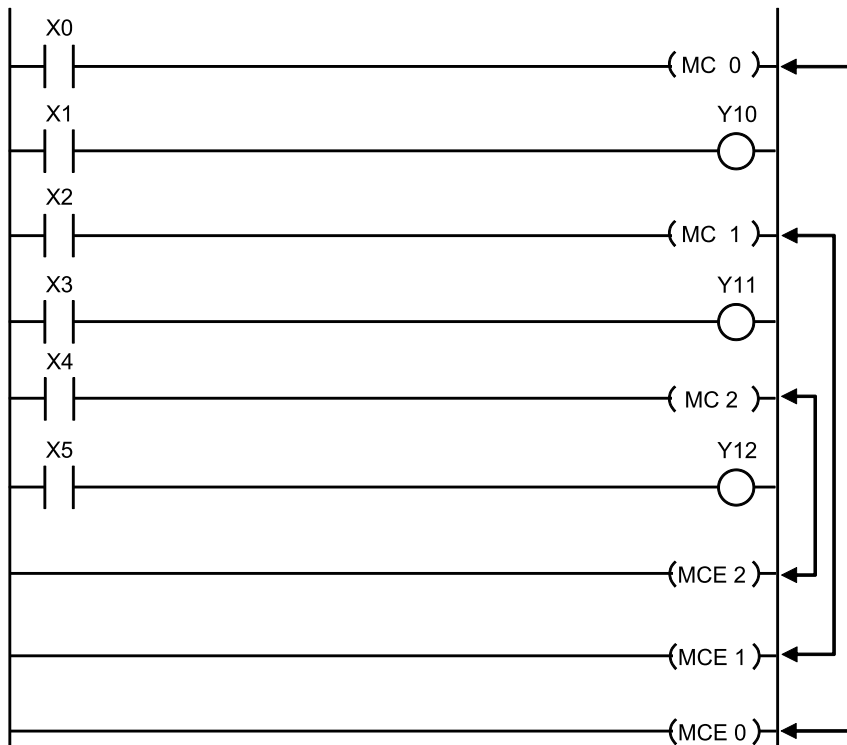 X0
(MC 0)
X1
Y10
X2
(MC 1)
X3
Y11
X4
(MC 2)
X5
Y12
(MCE 2)
(MCE 1)
(MCE 0)